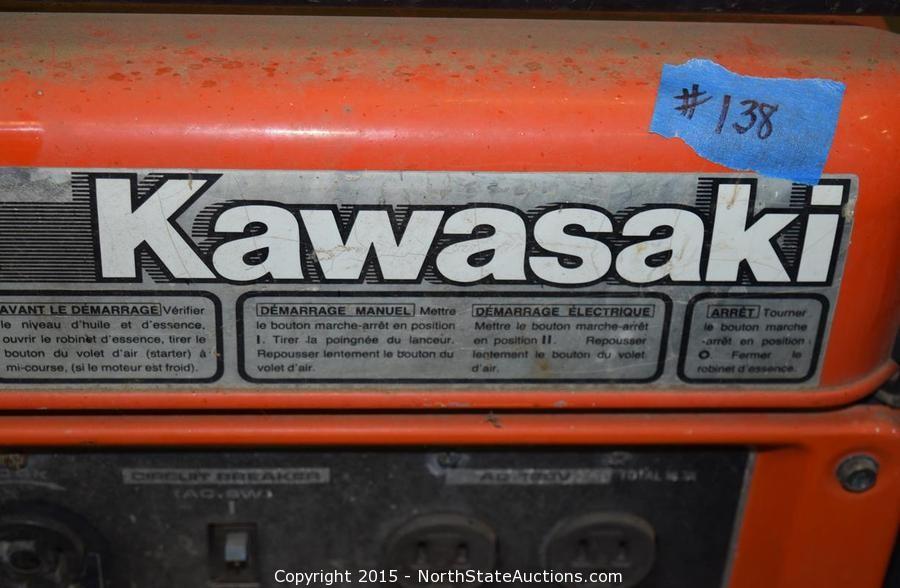 # 138
Kawasaki
AVANT LE DÉMARRAGE Vérifier
le niveau d'huile et d'essence,
ouvrir le robinet d'essence, tirer le
bouton du volet d'air (starter) à
mi-course, (si le moteur est froid).
DÉMARRAGE MANUEL Mettre
le bouton marche-arrêt en position
I. Tirer la poingnée du lanceur.
Repousser lentement le bouton du
volet d'air.
DÉMARRAGE ÉLECTRIQUE
Mettre le bouton marche-arrêt
en position II. Repousser
lentement le bouton du volet
d'air.
ARRÊT Tourner
le bouton marche
-arrêt en position
O Fermer le
robinet d'essence.
CIRCUIT BREAKER
AC
TOTAL
Copyright 2015 - NorthStateAuctions.com